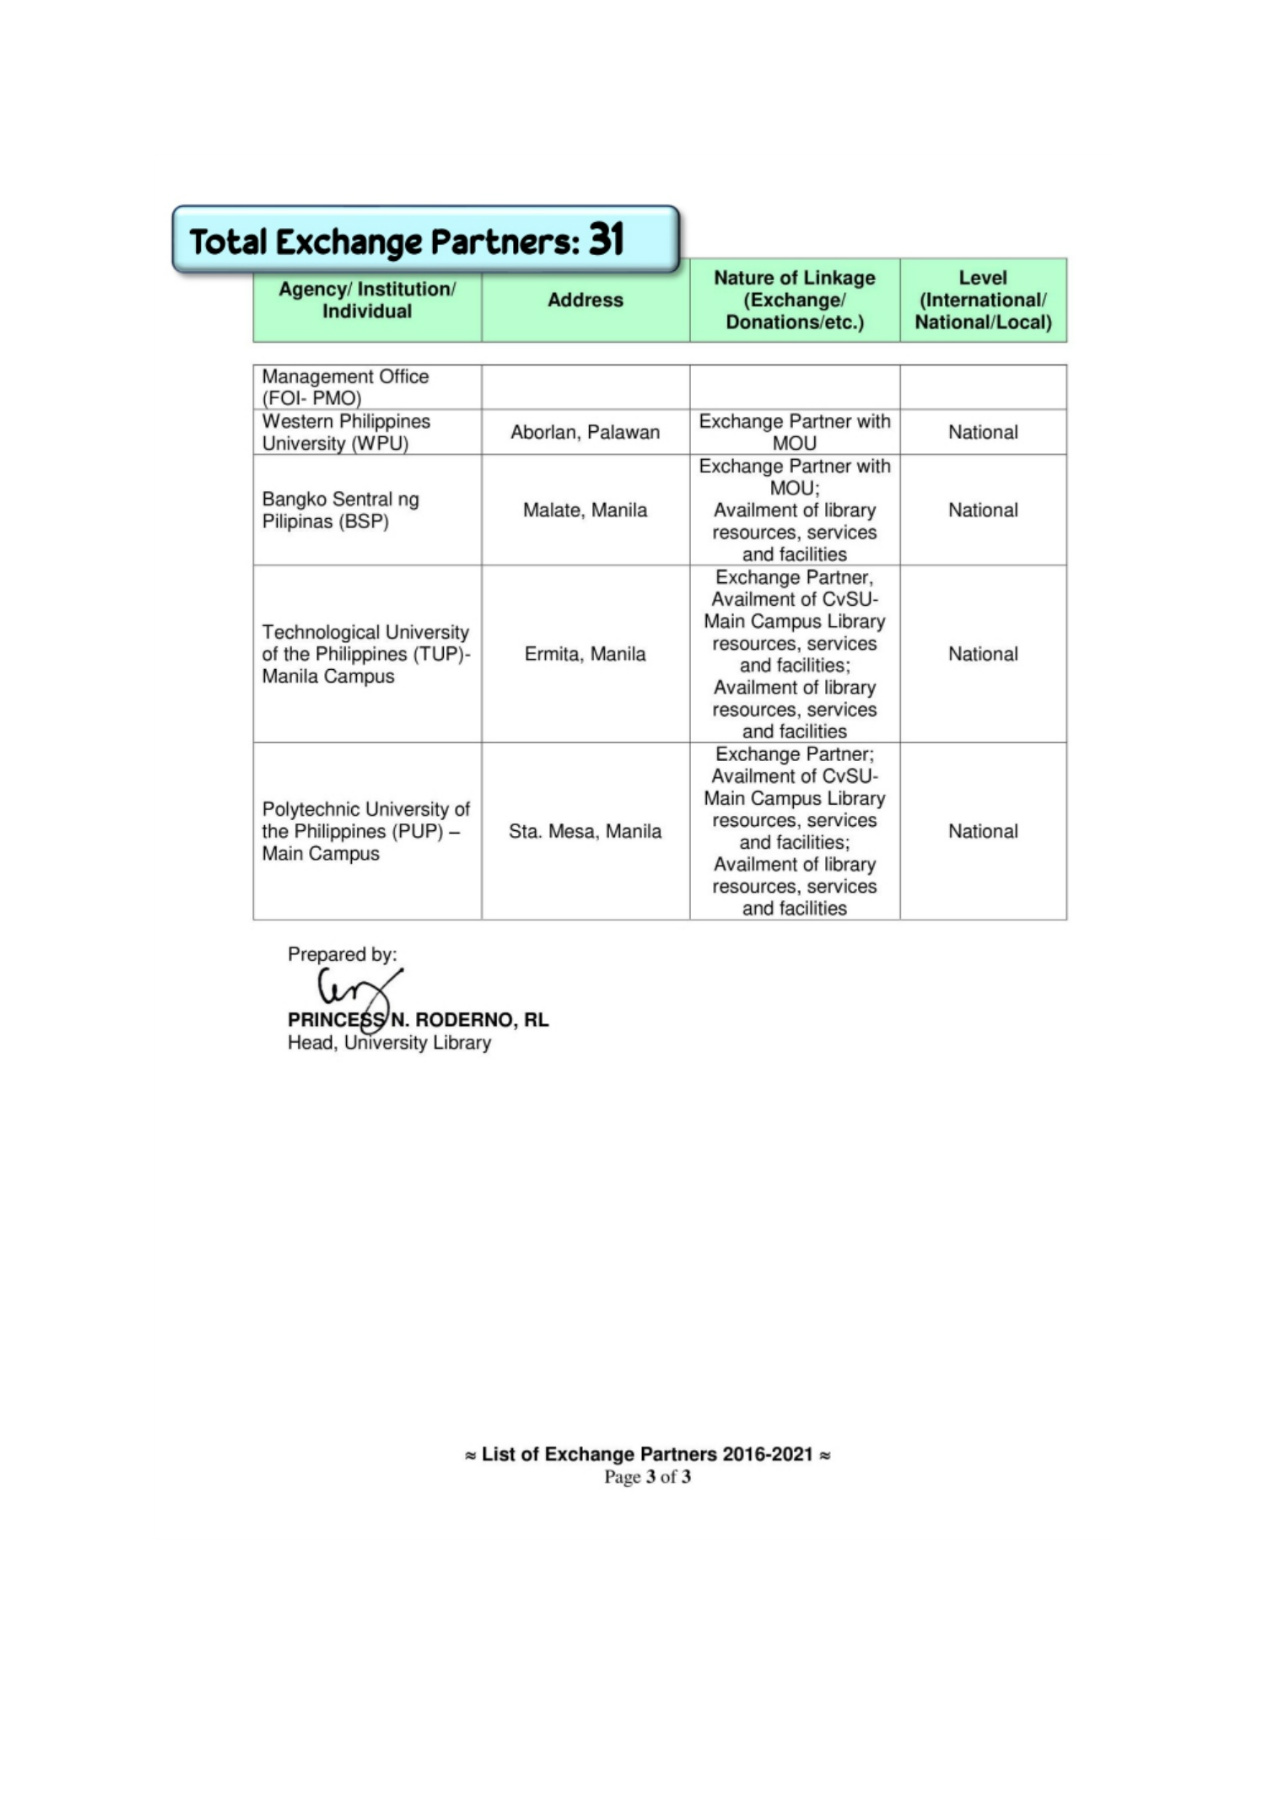 Total Exchange Partners: 31
Agency/ Institution/
Individual
Address
Nature of Linkage
(Exchange/
Donations/etc.)
Level
(International/
National/Local)
Management Office
(FOI- PMO)
Western Philippines
University (WPU)
Aborlan, Palawan
Exchange Partner with
MOU
National
Bangko Sentral ng
Pilipinas (BSP)
Malate, Manila
Exchange Partner with
MOU;
Availment of library
resources, services
and facilities
National
Technological University
of the Philippines (TUP)-
Manila Campus
Ermita, Manila
Exchange Partner,
Availment of CvSU-
Main Campus Library
resources, services
and facilities;
Availment of library
resources, services
and facilities
National
Polytechnic University of
the Philippines (PUP) –
Main Campus
Sta. Mesa, Manila
Exchange Partner;
Availment of CvSU-
Main Campus Library
resources, services
and facilities;
Availment of library
resources, services
and facilities
National
Prepared by:
PRINCESS N. RODERNO, RL
Head, University Library
≈ List of Exchange Partners 2016-2021 ≈
Page 3 of 3